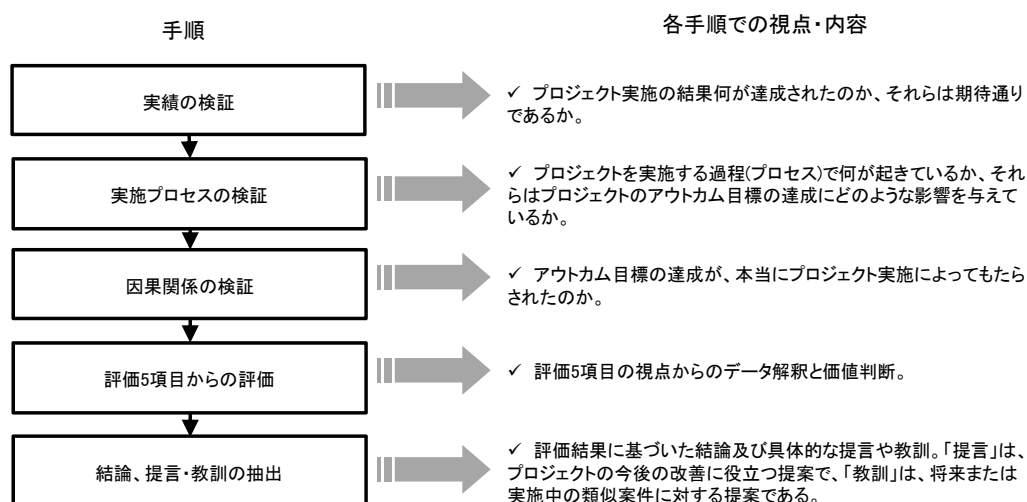 手順
各手順での視点・内容
実績の検証
✓ プロジェクト実施の結果何が達成されたのか、それらは期待通り
であるか。
実施プロセスの検証
✓ プロジェクトを実施する過程(プロセス)で何が起きているか、それ
らはプロジェクトのアウトカム目標の達成にどのような影響を与えて
いるか。
因果関係の検証
✓ アウトカム目標の達成が、本当にプロジェクト実施によってもたら
されたのか。
評価5項目からの評価
✓ 評価5項目の視点からのデータ解釈と価値判断。
結論、提言・教訓の抽出
✓ 評価結果に基づいた結論及び具体的な提言や教訓。「提言」は、
プロジェクトの今後の改善に役立つ提案で、「教訓」は、将来または
実施中の類似案件に対する提案である。